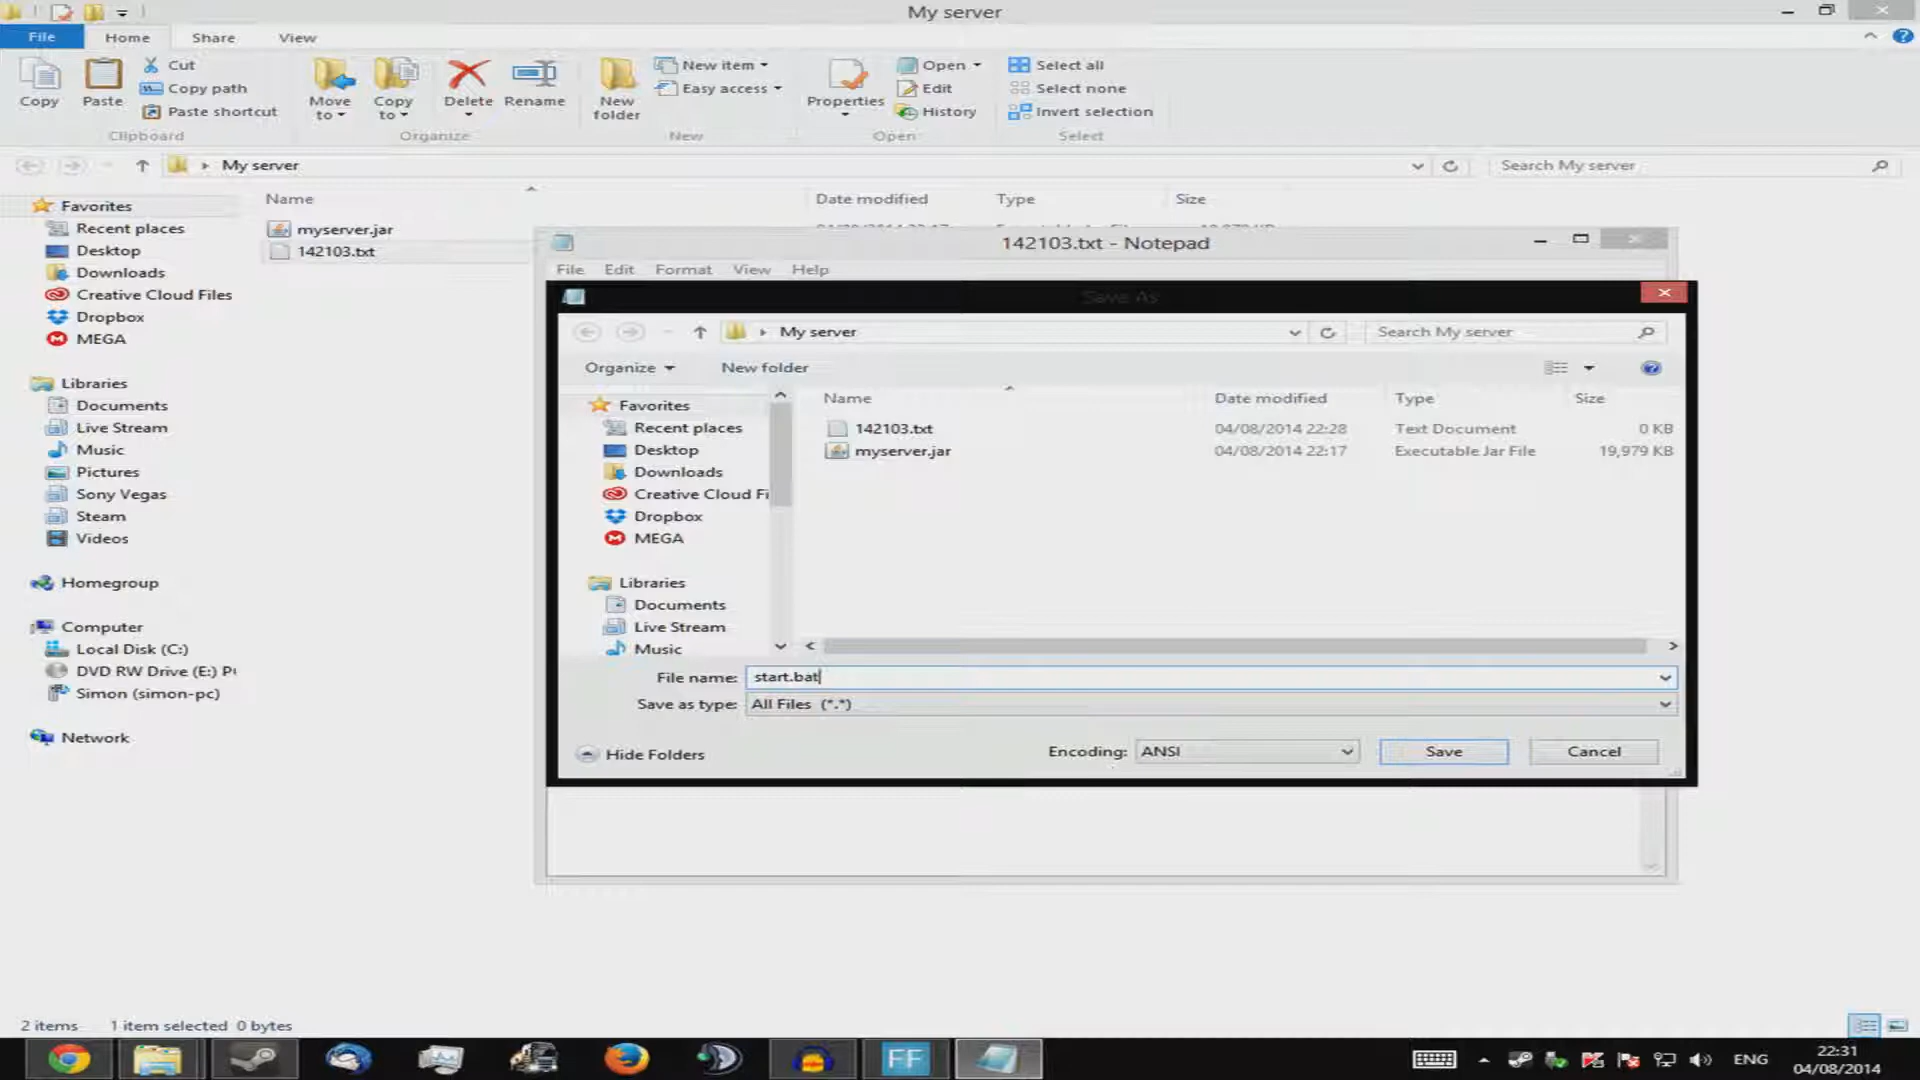 My server
File Home Share View
Copy
Paste
Cut
Copy path
Paste shortcut
Clipboard
Move to
Copy to
Delete
Rename
Organize
New folder
New item
Easy access
New
Properties
Open
Edit
History
Open
Select all
Select none
Invert selection
Select
My server
Search My server
Name Date modified Type Size
Favorites
Recent places
Desktop
Downloads
Creative Cloud Files
Dropbox
MEGA
Libraries
Documents
Live Stream
Music
Pictures
Sony Vegas
Steam
Videos
Homegroup
Computer
Local Disk (C:)
DVD RW Drive (E:)
Simon (simon-pc)
Network
myserver.jar
142103.txt
142103.txt - Notepad
File Edit Format View Help
Save As
My server
Search My server
Organize New folder
Favorites
Recent places
Desktop
Downloads
Creative Cloud Fi
Dropbox
MEGA
Libraries
Documents
Live Stream
Music
Name Date modified Type Size
142103.txt 04/08/2014 22:28 Text Document 0 KB
myserver.jar 04/08/2014 22:17 Executable Jar File 19,979 KB
File name: start.bat
Save as type: All Files (*.*)
Hide Folders
Encoding: ANSI
Save
Cancel
2 items 1 item selected 0 bytes
FF
ENG
22:31
04/08/2014